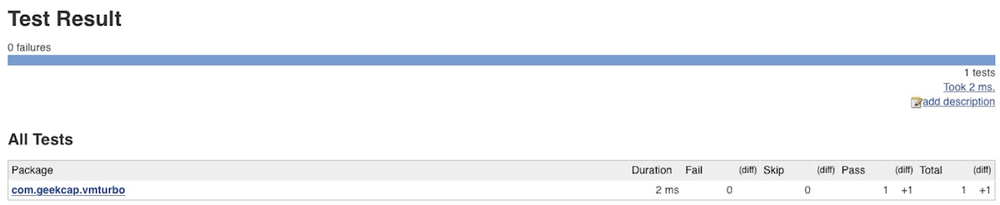 Test Result
0 failures
1 tests
Took 2 ms.
add description
All Tests
Package Duration Fail (diff) Skip (diff) Pass (diff) Total (diff)
com.geekcap.vmturbo 2 ms 0 0 1 +1 1 +1